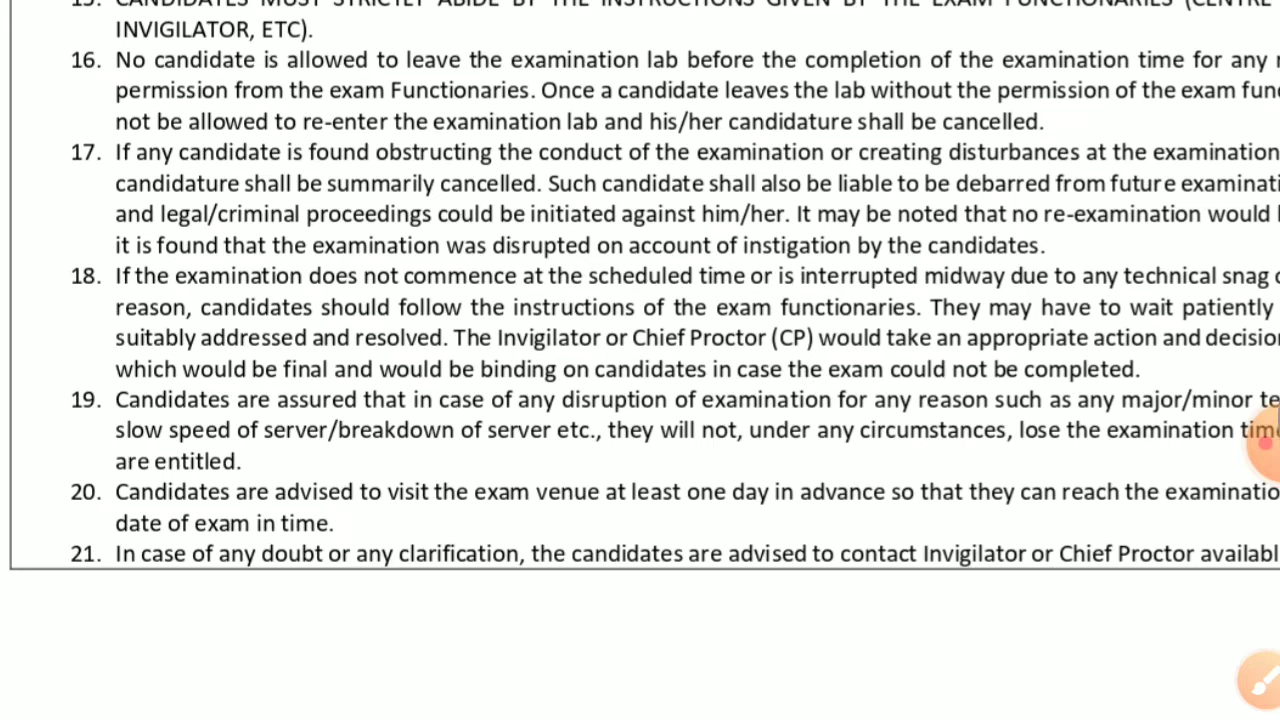 15. CANDIDATES MUST STRICTLY ABIDE BY THE INSTRUCTIONS GIVEN BY THE EXAM FUNCTIONARIES (CENTRE
INVIGILATOR, ETC).
16. No candidate is allowed to leave the examination lab before the completion of the examination time for any
permission from the exam Functionaries. Once a candidate leaves the lab without the permission of the exam
not be allowed to re-enter the examination lab and his/her candidature shall be cancelled.
17. If any candidate is found obstructing the conduct of the examination or creating disturbances at the examination
candidature shall be summarily cancelled. Such candidate shall also be liable to be debarred from future
and legal/criminal proceedings could be initiated against him/her. It may be noted that no re-examination would
it is found that the examination was disrupted on account of instigation by the candidates.
18. If the examination does not commence at the scheduled time or is interrupted midway due to any technical snag
reason, candidates should follow the instructions of the exam functionaries. They may have to wait patiently
suitably addressed and resolved. The Invigilator or Chief Proctor (CP) would take an appropriate action and
which would be final and would be binding on candidates in case the exam could not be completed.
19. Candidates are assured that in case of any disruption of examination for any reason such as any major/minor
slow speed of server/breakdown of server etc., they will not, under any circumstances, lose the examination
are entitled.
20. Candidates are advised to visit the exam venue at least one day in advance so that they can reach the
date of exam in time.
21. In case of any doubt or any clarification, the candidates are advised to contact Invigilator or Chief Proctor